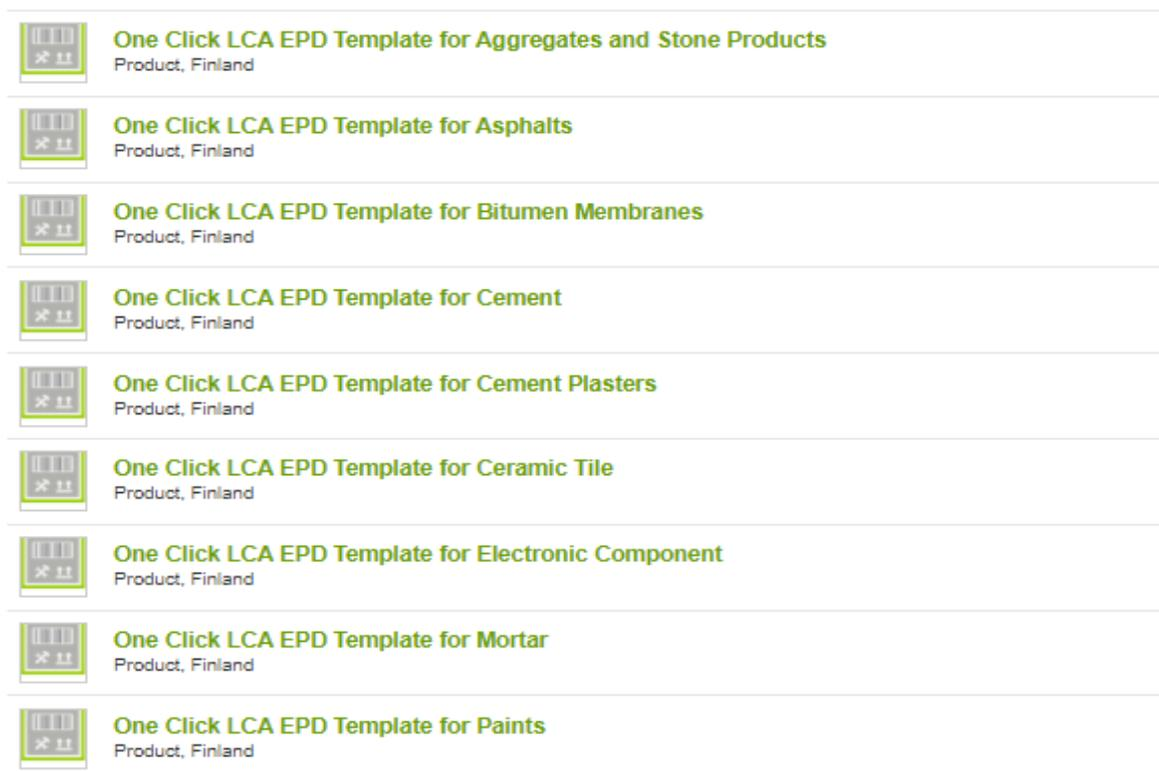 One Click LCA EPD Template for Aggregates and Stone Products
Product, Finland
One Click LCA EPD Template for Asphalts
Product, Finland
One Click LCA EPD Template for Bitumen Membranes
Product, Finland
One Click LCA EPD Template for Cement
Product, Finland
One Click LCA EPD Template for Cement Plasters
Product, Finland
One Click LCA EPD Template for Ceramic Tile
Product, Finland
One Click LCA EPD Template for Electronic Component
Product, Finland
One Click LCA EPD Template for Mortar
Product, Finland
One Click LCA EPD Template for Paints
Product, Finland